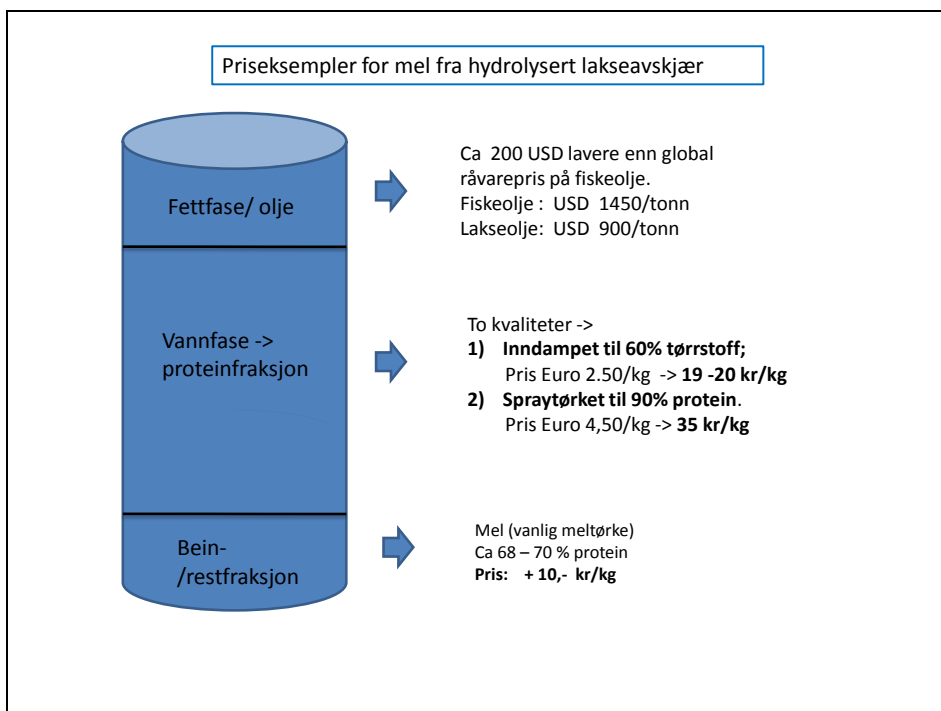 Priseksempler for mel fra hydrolysert lakseavskjær
Fettfase/ olje
Ca 200 USD lavere enn global
råvarepris på fiskeolje.
Fiskeolje : USD 1450/tonn
Lakseolje: USD 900/tonn
Vannfase ->
proteinfraksjon
To kvaliteter ->
1) Inndampet til 60% tørrstoff;
Pris Euro 2.50/kg -> 19 -20 kr/kg
2) Spraytørket til 90% protein.
Pris Euro 4,50/kg -> 35 kr/kg
Bein-
/restfraksjon
Mel (vanlig meltørke)
Ca 68 – 70 % protein
Pris: + 10,- kr/kg